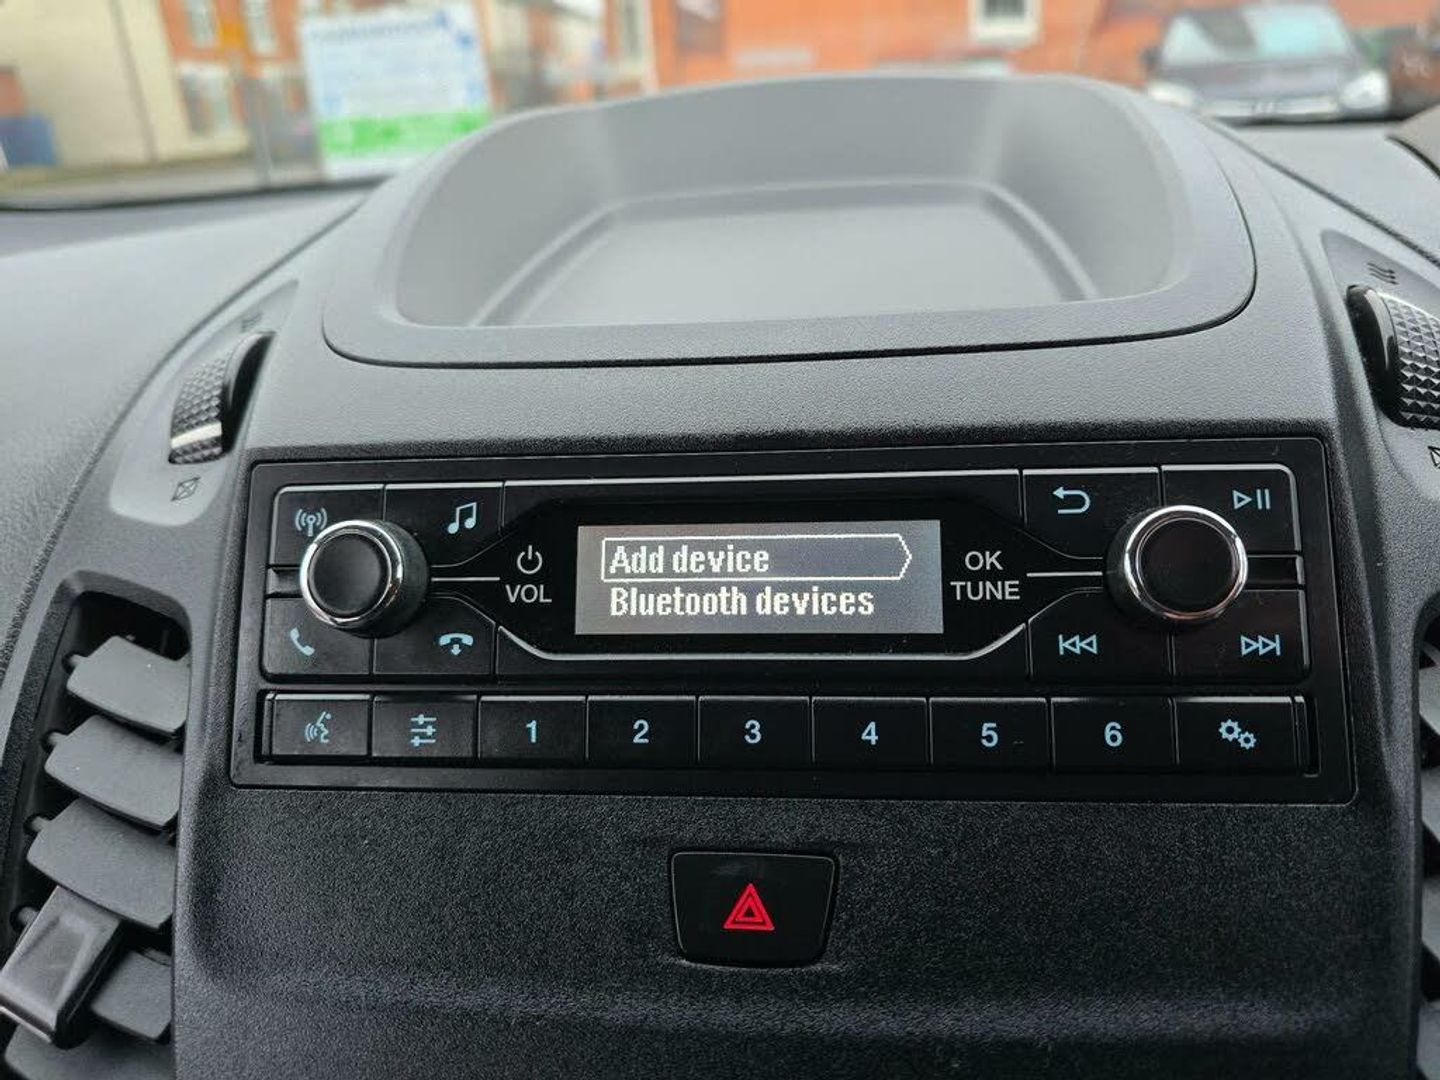 Add device
Bluetooth devices
VOL
OK
TUNE
1 2 3 4 5 6